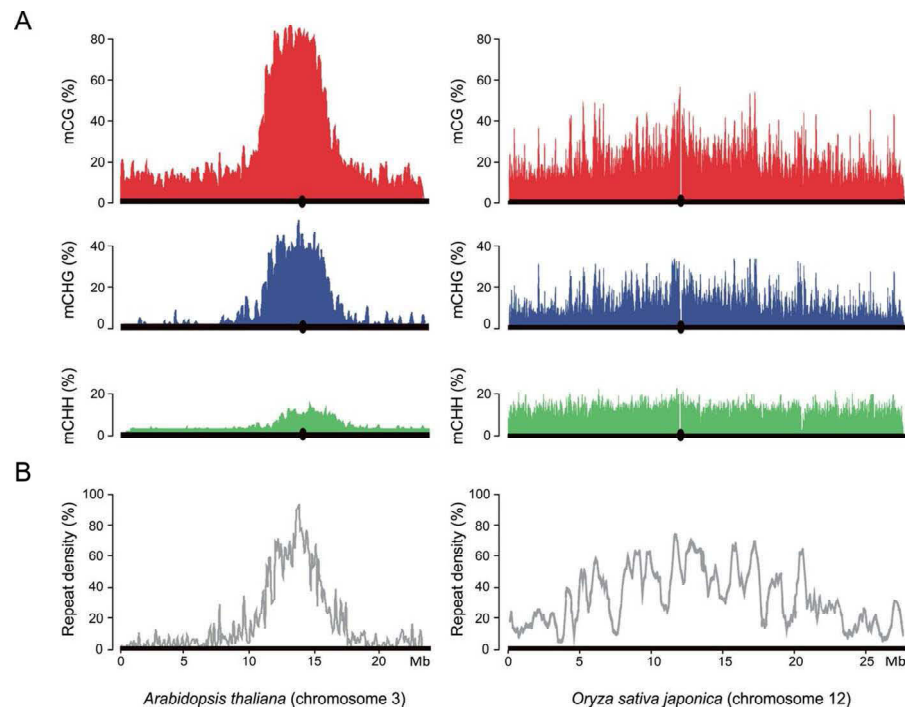 A
mCG (%)
80
60
40
20
0
mCHG (%)
40
20
0
mCHH (%)
20
0
mCG (%)
80
60
40
20
0
mCHG (%)
40
20
0
mCHH (%)
20
0
B
Repeat density (%)
100
80
60
40
20
0
0 5 10 15 20 Mb
Arabidopsis thaliana (chromosome 3)
Repeat density (%)
100
80
60
40
20
0
0 5 10 15 20 25 Mb
Oryza sativa japonica (chromosome 12)